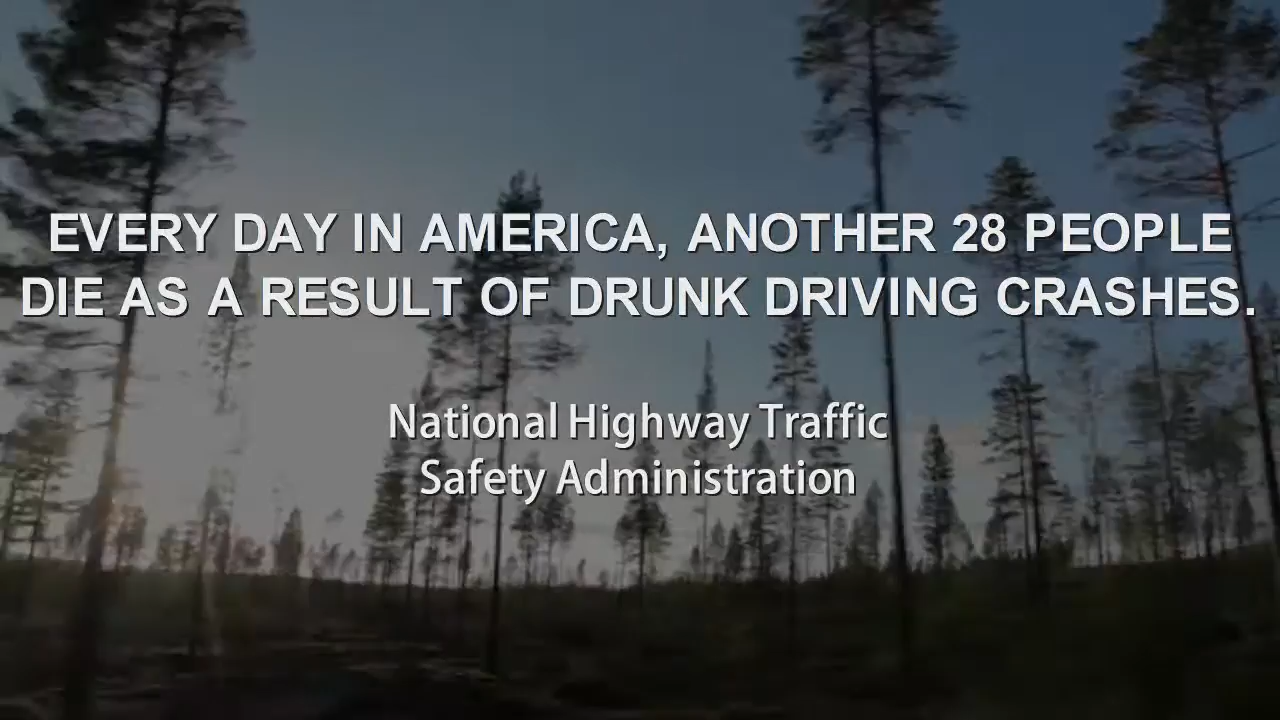 EVERY DAY IN AMERICA, ANOTHER 28 PEOPLE
DIE AS A RESULT OF DRUNK DRIVING CRASHES.
National Highway Traffic
Safety Administration